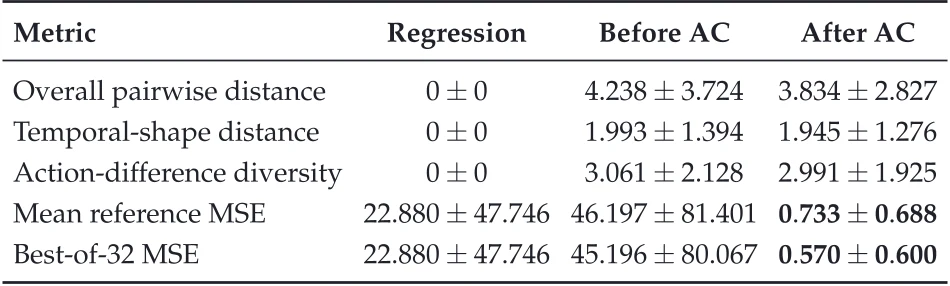 Metric Regression Before AC After AC
Overall pairwise distance 0 ± 0 4.238 ± 3.724 3.834 ± 2.827
Temporal-shape distance 0 ± 0 1.993 ± 1.394 1.945 ± 1.276
Action-difference diversity 0 ± 0 3.061 ± 2.128 2.991 ± 1.925
Mean reference MSE 22.880 ± 47.746 46.197 ± 81.401 0.733 ± 0.688
Best-of-32 MSE 22.880 ± 47.746 45.196 ± 80.067 0.570 ± 0.600